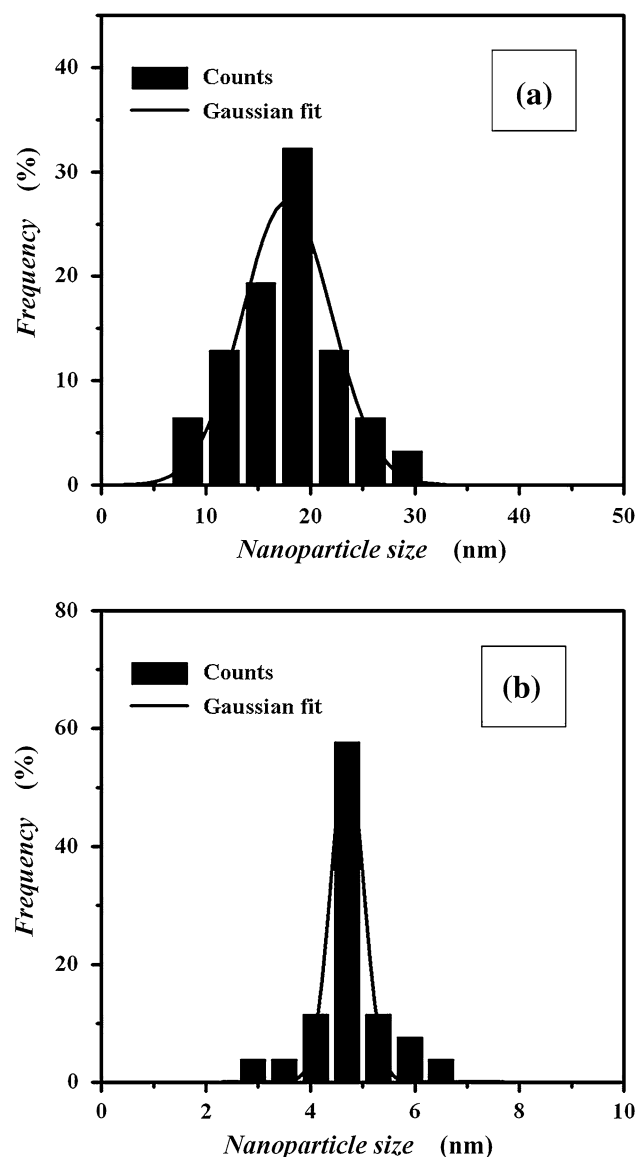 40
Counts
(a)
Gaussian fit
30
20
10
0
Frequency (%)
0 10 20 30 40 50
Nanoparticle size (nm)
80
Counts
(b)
Gaussian fit
60
40
20
0
Frequency (%)
0 2 4 6 8 10
Nanoparticle size (nm)